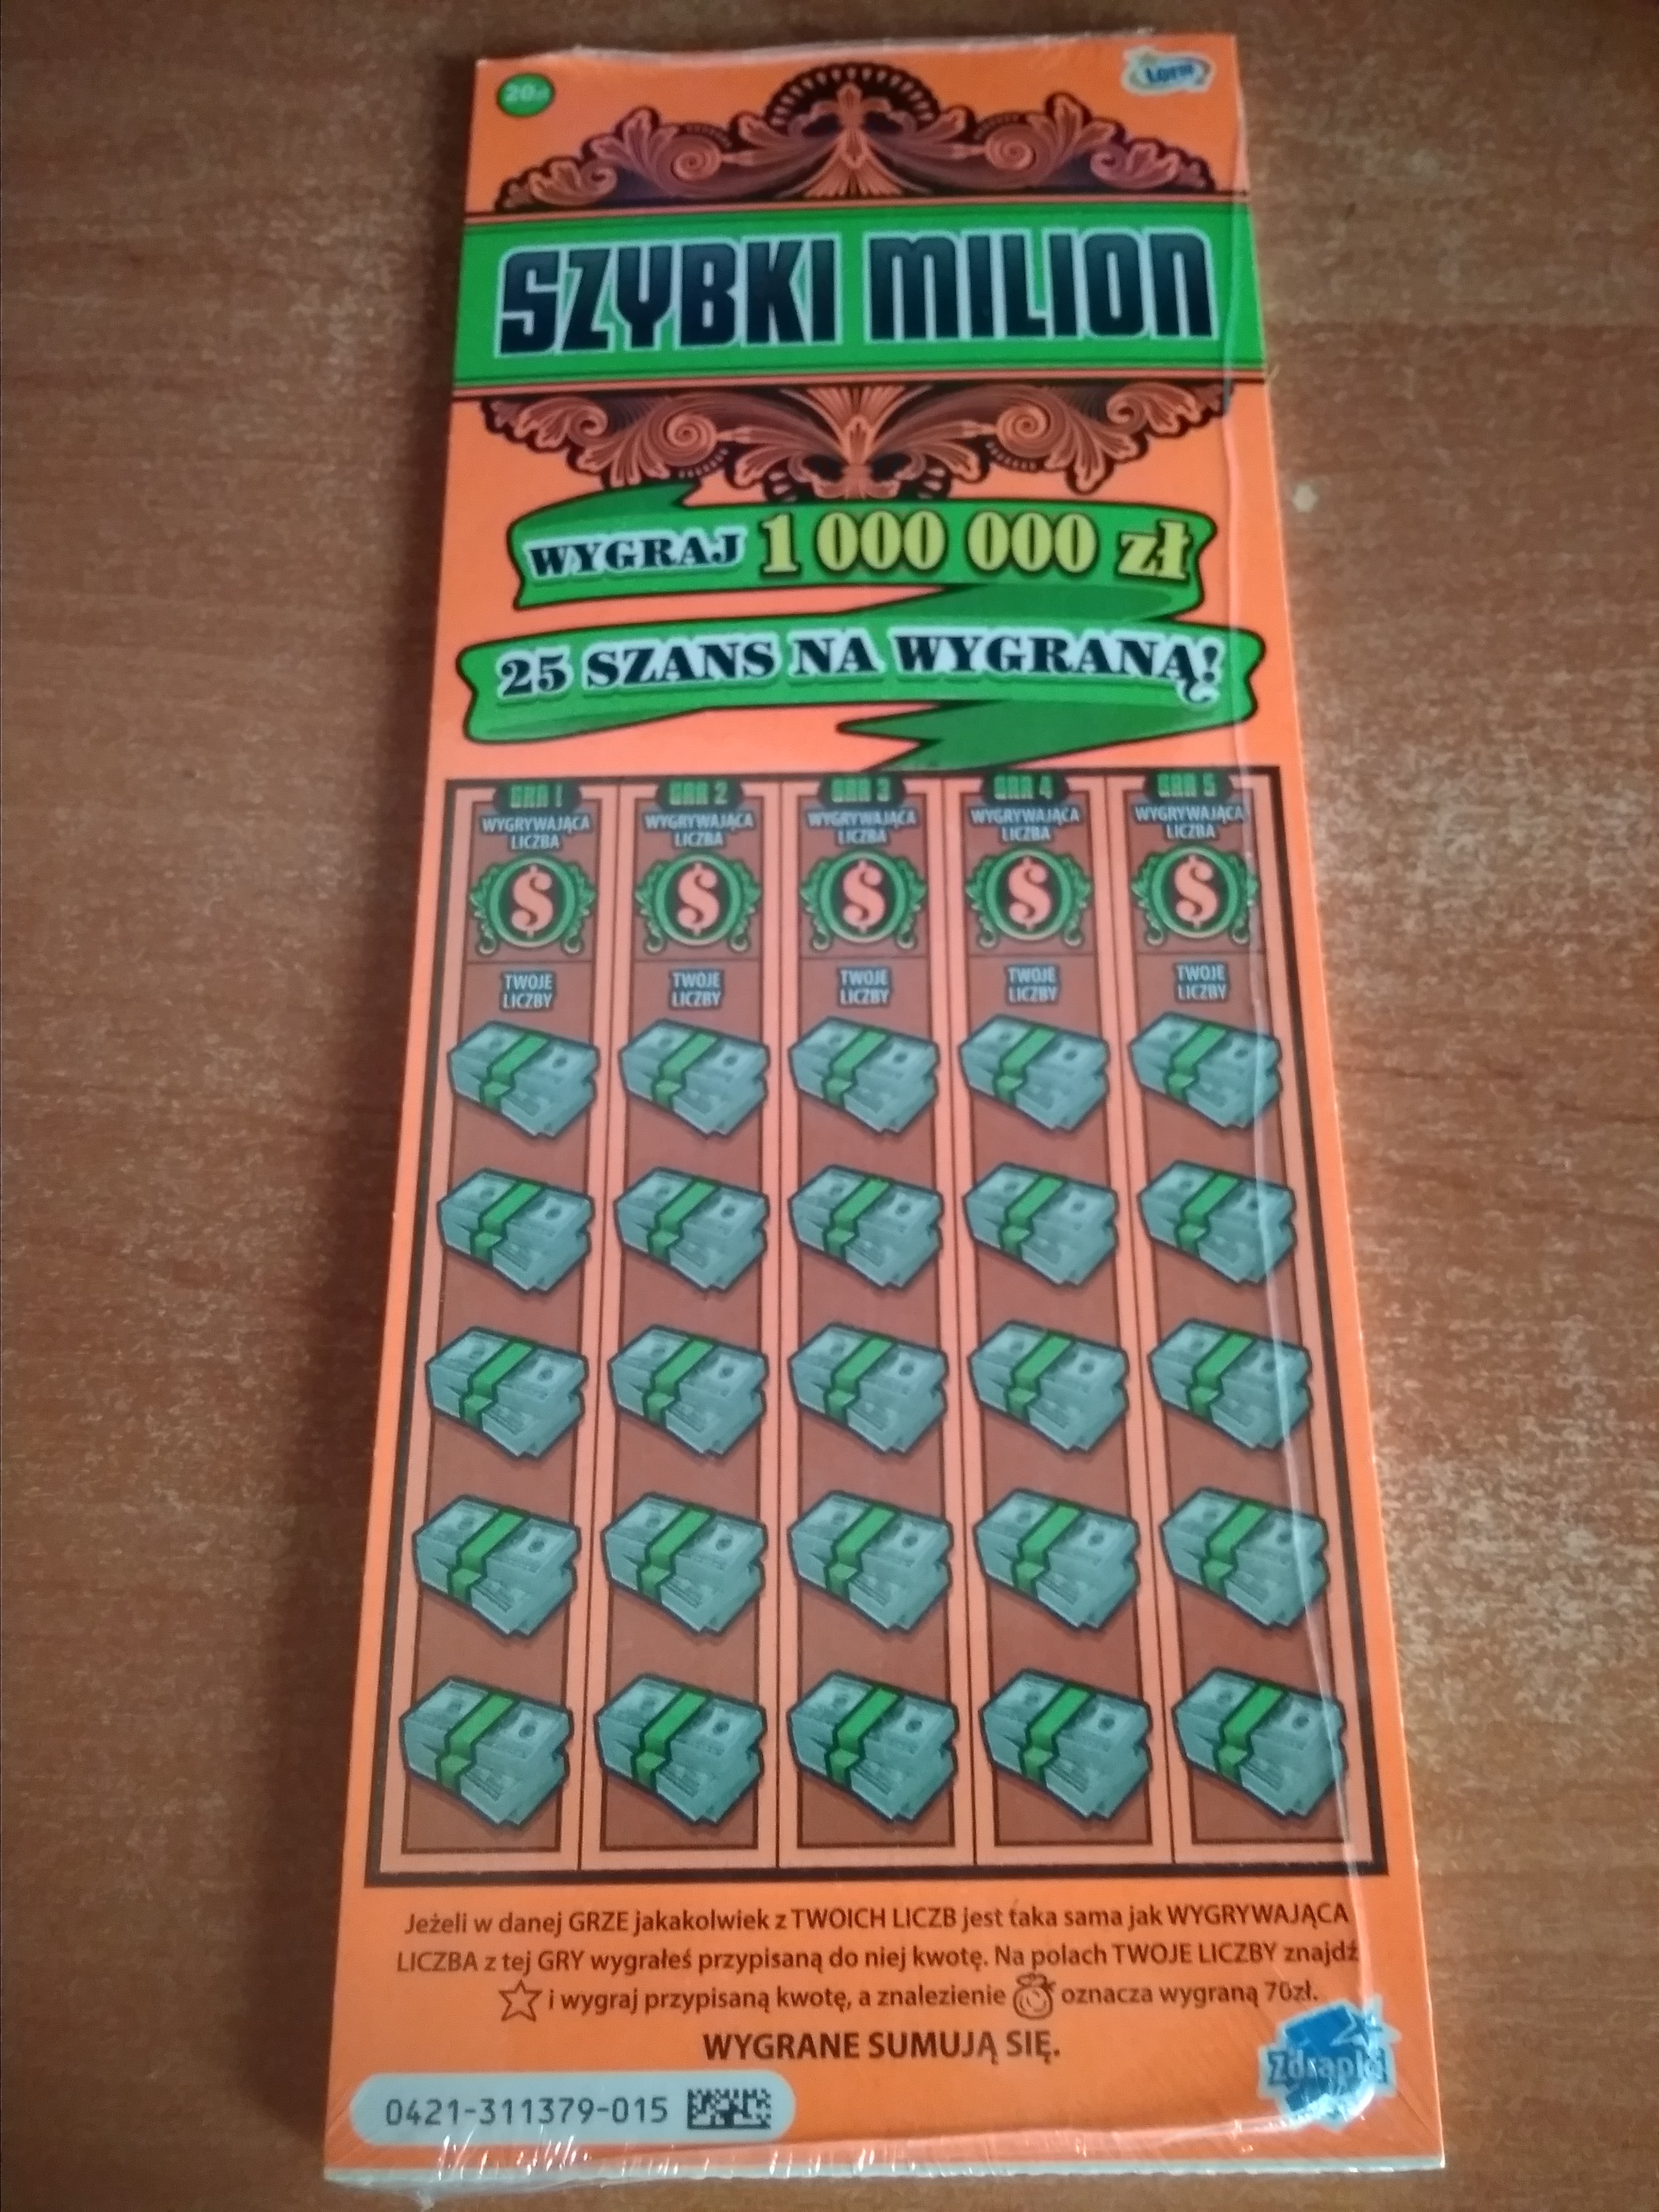 20zł
LOTTO
SZYBKI MILION
WYGRAJ 1 000 000 zł
25 SZANS NA WYGRANĄ!
GRA 1 GRA 2 GRA 3 GRA 4 GRA 5
WYGRYWAJĄCA WYGRYWAJĄCA WYGRYWAJĄCA WYGRYWAJĄCA WYGRYWAJĄCA
LICZBA LICZBA LICZBA LICZBA LICZBA
$ $ $ $ $
TWOJE TWOJE TWOJE TWOJE TWOJE
LICZBY LICZBY LICZBY LICZBY LICZBY
Jeżeli w danej GRZE jakakolwiek z TWOICH LICZB jest taka sama jak WYGRYWAJĄCA
LICZBA z tej GRY wygrałeś przypisaną do niej kwotę. Na polach TWOJE LICZBY znajdź
i wygraj przypisaną kwotę, a znalezienie oznacza wygraną 70zł.
WYGRANE SUMUJĄ SIĘ.
Zdrapki
0421-311379-015